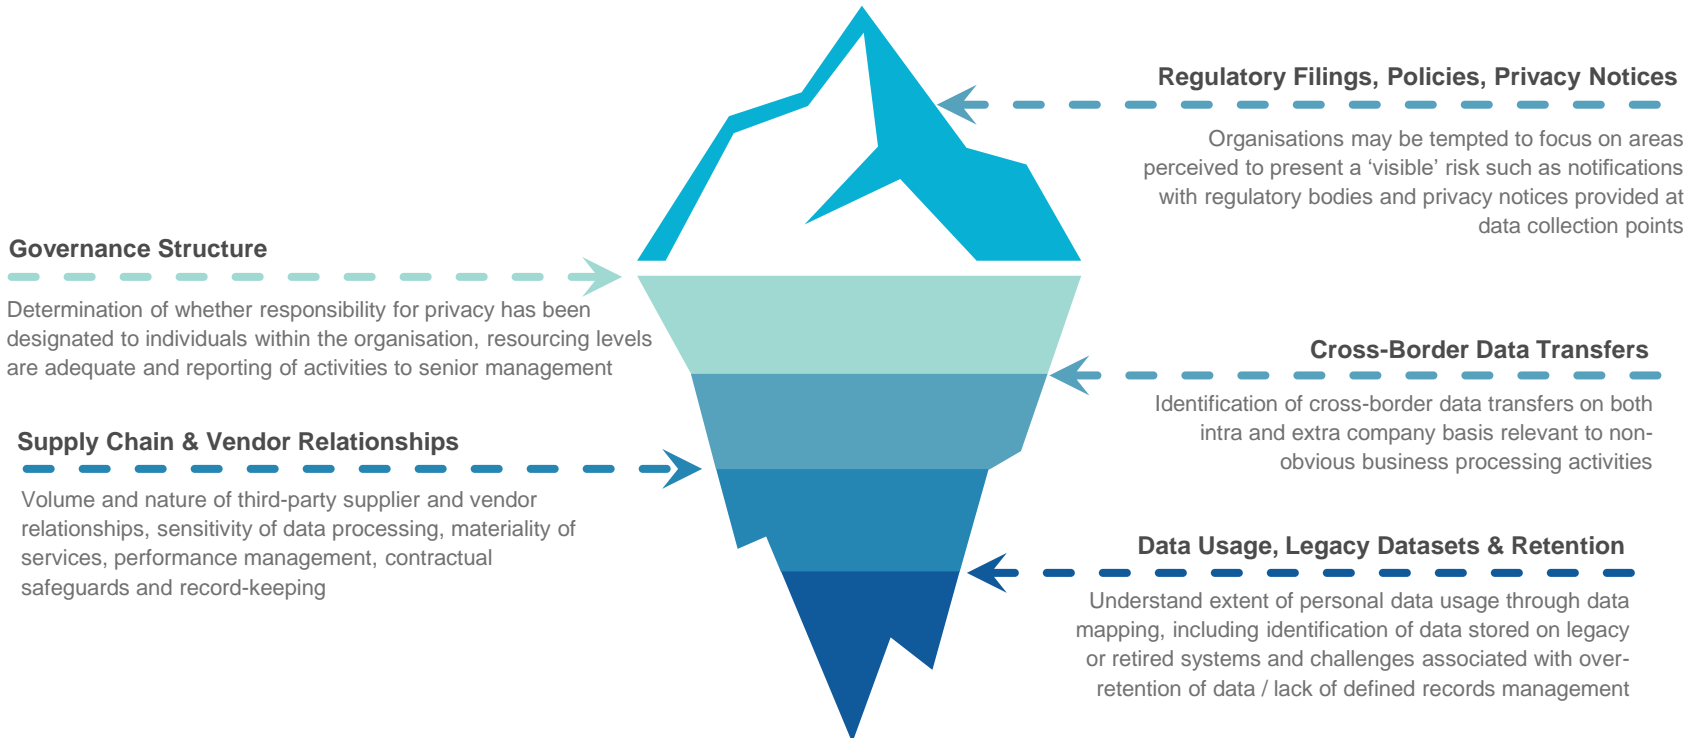 Regulatory Filings, Policies, Privacy Notices
Organisations may be tempted to focus on areas
perceived to present a ‘visible’ risk such as notifications
with regulatory bodies and privacy notices provided at
data collection points
Governance Structure
Determination of whether responsibility for privacy has been
designated to individuals within the organisation, resourcing levels
are adequate and reporting of activities to senior management
Cross-Border Data Transfers
Identification of cross-border data transfers on both
intra and extra company basis relevant to non-
obvious business processing activities
Supply Chain & Vendor Relationships
Volume and nature of third-party supplier and vendor
relationships, sensitivity of data processing, materiality of
services, performance management, contractual
safeguards and record-keeping
Data Usage, Legacy Datasets & Retention
Understand extent of personal data usage through data
mapping, including identification of data stored on legacy
or retired systems and challenges associated with over-
retention of data / lack of defined records management